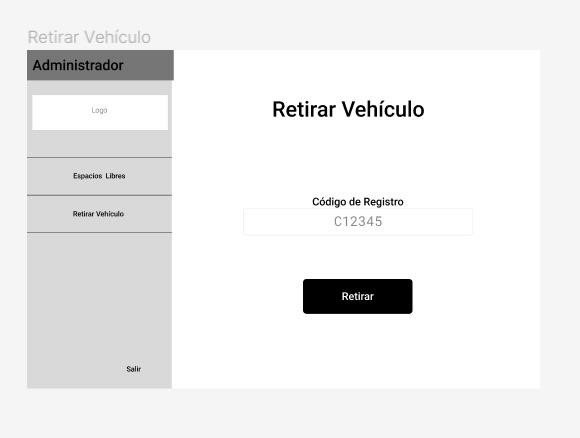 Retirar Vehículo
Administrador
Logo
Espacios Libres
Retirar Vehículo
Salir
Retirar Vehículo
Código de Registro
C12345
Retirar